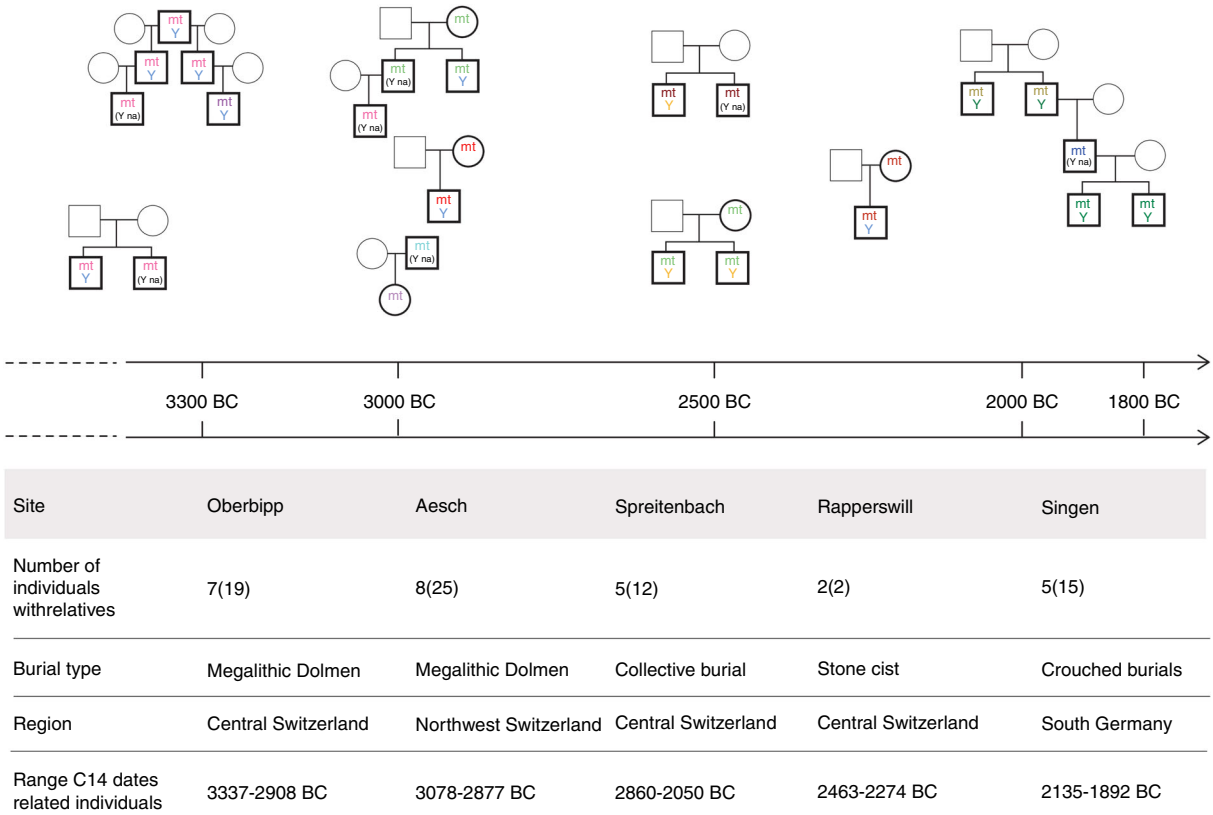 mt
Y
mt
Y
mt
Y
mt
(Y na)
mt
Y
mt
Y
mt
(Y na)
mt
mt
(Y na)
mt
Y
mt
(Y na)
mt
mt
Y
mt
(Y na)
mt
mt
Y
mt
(Y na)
mt
mt
Y
mt
Y
mt
mt
Y
mt
Y
mt
Y
mt
(Y na)
mt
Y
mt
Y
3300 BC 3000 BC 2500 BC 2000 BC 1800 BC
Site Oberbipp Aesch Spreitenbach Rapperswill Singen
Number of
individuals
withrelatives
7(19) 8(25) 5(12) 2(2) 5(15)
Burial type Megalithic Dolmen Megalithic Dolmen Collective burial Stone cist Crouched burials
Region Central Switzerland Northwest Switzerland Central Switzerland Central Switzerland South Germany
Range C14 dates
related individuals
3337-2908 BC 3078-2877 BC 2860-2050 BC 2463-2274 BC 2135-1892 BC